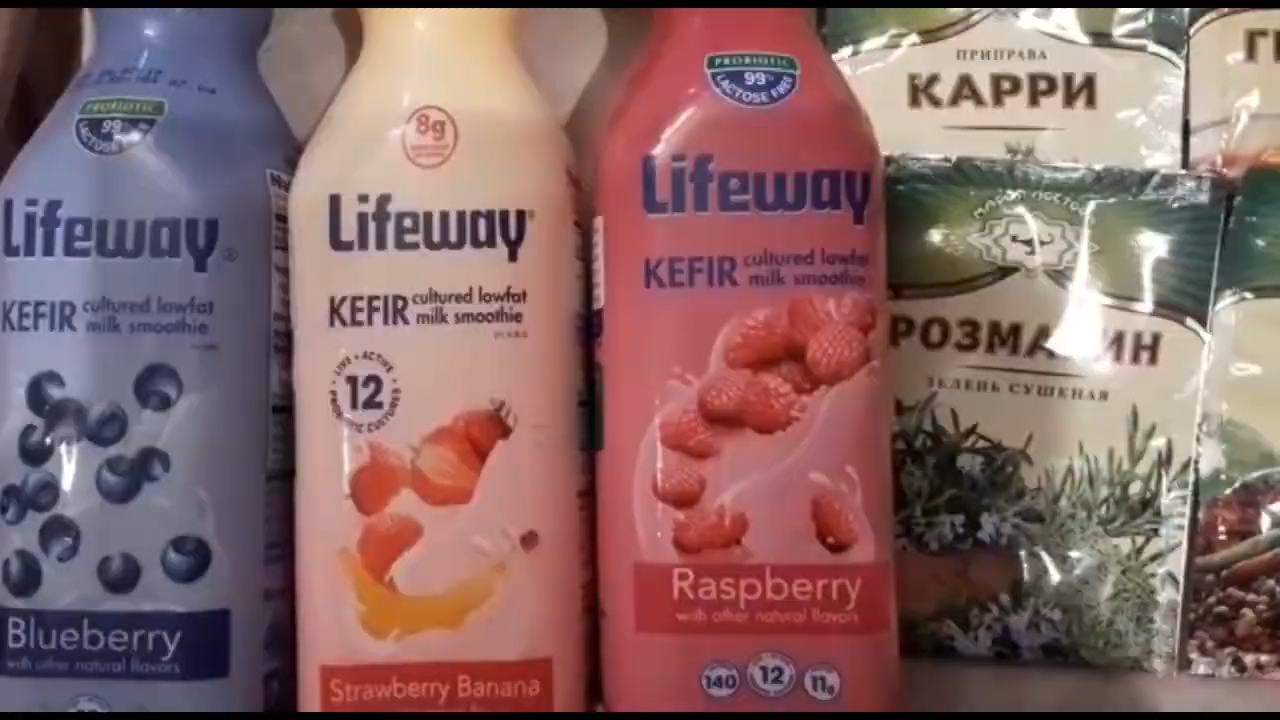 PROBIOTIC
99%
LACTOSE FREE
Lifeway
KEFIR cultured lowfat
milk smoothie
Blueberry
with other natural flavors
8g
Lifeway
KEFIR cultured lowfat
milk smoothie
LIVE • ACTIVE
12
PROBIOTIC CULTURES
Strawberry Banana
PROBIOTIC
99%
LACTOSE FREE
Lifeway
KEFIR cultured lowfat
milk smoothie
Raspberry
with other natural flavors
140 12 11g
ПРИПРАВА
КАРРИ
РОЗМАРИН
ЗЕЛЕНЬ СУШЕНАЯ